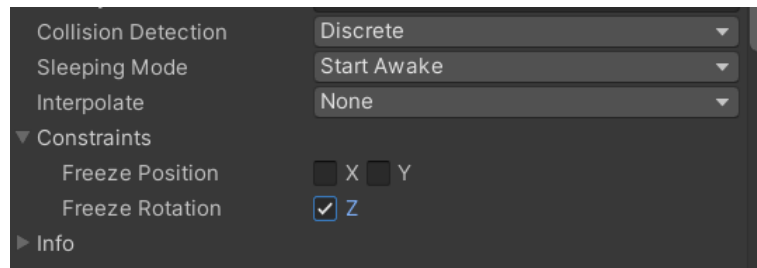 Collision Detection Discrete
Sleeping Mode Start Awake
Interpolate None
Constraints
Freeze Position X Y
Freeze Rotation Z
Info